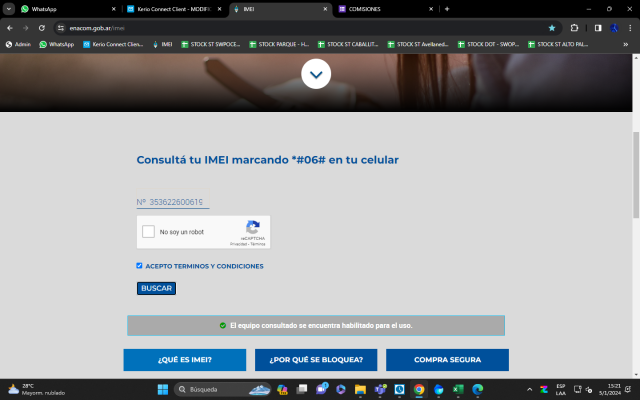 WhatsApp
Kerio Connect Client - MODIFI
IMEI
COMISIONES
enacom.gob.ar/imei
Admin
WhatsApp
Kerio Connect Clien...
IMEI
STOCK ST SWPOCE...
STOCK PARQUE - H...
STOCK ST CABALLIT...
STOCK ST Avellaned...
STOCK DOT - SWOP...
STOCK ST ALTO PAL...
Consultá tu IMEI marcando *#06# en tu celular
Nº 353622600619
No soy un robot
reCAPTCHA
Privacidad - Términos
ACEPTO TERMINOS Y CONDICIONES
BUSCAR
El equipo consultado se encuentra habilitado para el uso.
¿QUÉ ES IMEI?
¿POR QUÉ SE BLOQUEA?
COMPRA SEGURA
28°C
Mayorm. nublado
Búsqueda
ESP
LAA
15:21
5/1/2024